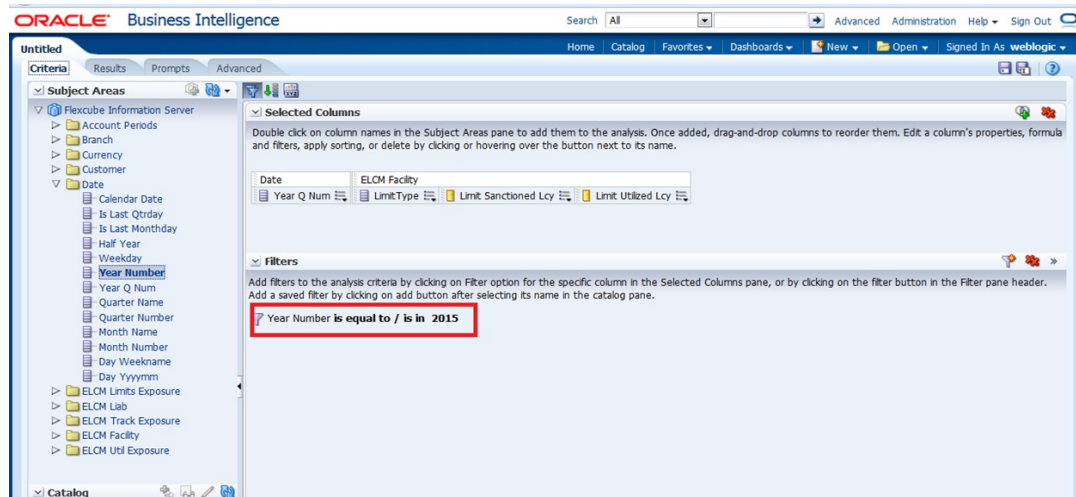 ORACLE Business Intelligence
Search All Advanced Administration Help Sign Out
Untitled
Home Catalog Favorites Dashboards New Open Signed In As weblogic
Criteria Results Prompts Advanced
Subject Areas
Flexcube Information Server
Account Periods
Branch
Currency
Customer
Date
Calendar Date
Is Last Qtrday
Is Last Monthday
Half Year
Weekday
Year Number
Year Q Num
Quarter Name
Quarter Number
Month Name
Month Number
Day Weekname
Day Yyyymm
ELCM Limits Exposure
ELCM Liab
ELCM Track Exposure
ELCM Facility
ELCM Util Exposure
Catalog
Selected Columns
Double click on column names in the Subject Areas pane to add them to the analysis. Once added, drag-and-drop columns to reorder them. Edit a column's properties, formula
and filters, apply sorting, or delete by clicking or hovering over the button next to its name.
Date ELCM Facility
Year Q Num LimitType Limit Sanctioned Lcy Limit Utilized Lcy
Filters
Add filters to the analysis criteria by clicking on Filter option for the specific column in the Selected Columns pane, or by clicking on the filter button in the Filter pane header.
Add a saved filter by clicking on add button after selecting its name in the catalog pane.
Year Number is equal to / is in 2015